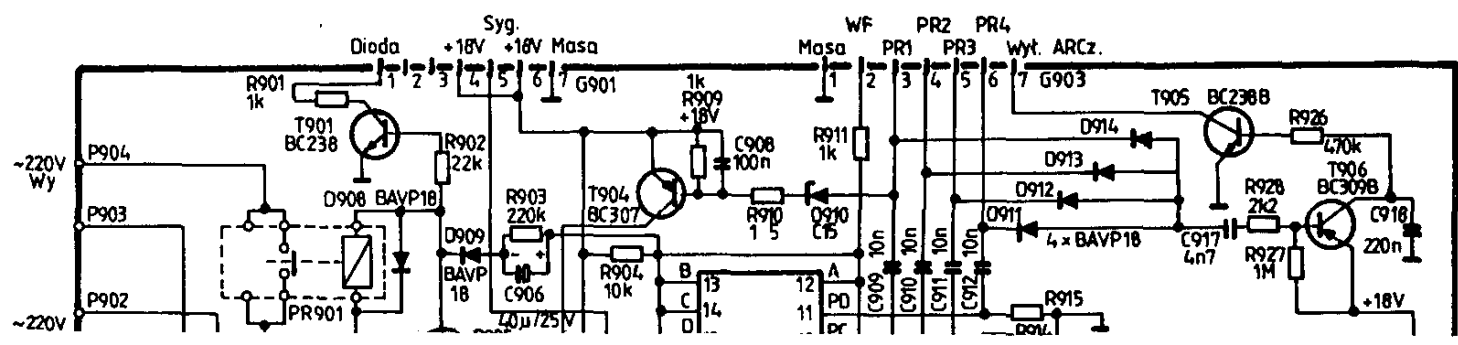 Syg.
WF PR2 PR4
Dioda +18V +18V Masa Masa PR1 PR3 Wył. ARCz.
1 2 3 4 5 6 7 G901
1 2 3 4 5 6 7 G903
R901
1k
T901
BC238
R902
22k
1k
R909
+18V
C908
100n
R911
1k
D914
D913
D912
D911
4 x BAVP18
T905
BC238B
R926
470k
T906
BC309B
P904
~220V
Wy
P903
P902
~220V
D908 BAVP18
PR901
D909
BAVP
18
R903
220k
- +
C906
40µ/25V
T904
BC307
R910
1 5
D910
C15
R904
10k
B 13
C 14
D
12 A
PD
11
PC
10n 10n 10n 10n
C909 C910 C911 C912
C917
4n7
R928
2k2
R927
1M
C918
220n
+18V
R915
R914